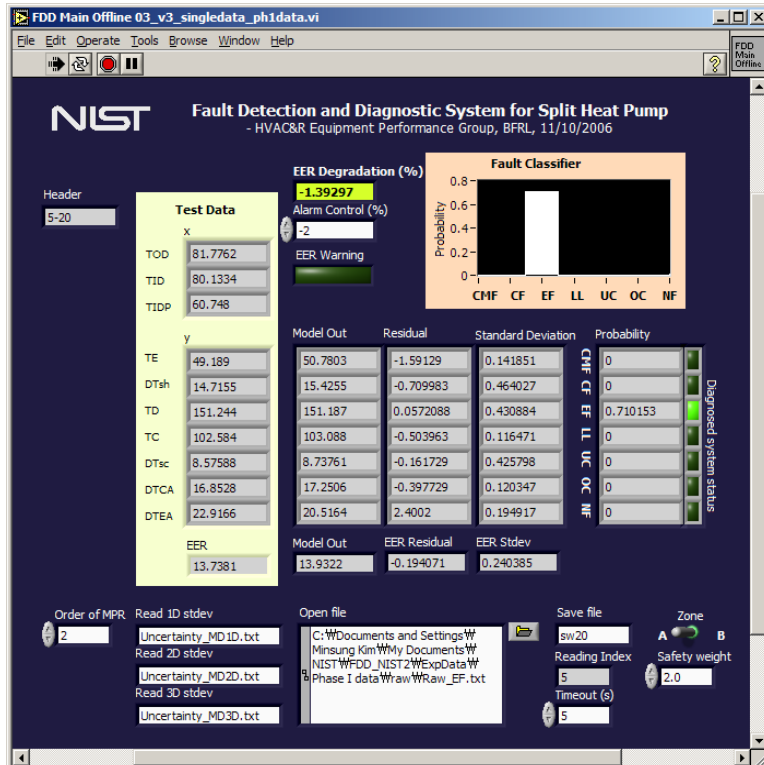 FDD Main Offline 03_v3_singledata_ph1data.vi
File Edit Operate Tools Browse Window Help
FDD
Main
Offline
NIST
Fault Detection and Diagnostic System for Split Heat Pump
- HVAC&R Equipment Performance Group, BFRL, 11/10/2006
Header
5-20
Test Data
x
TOD 81.7762
TID 80.1334
TIDP 60.748
y
TE 49.189
DTsh 14.7155
TD 151.244
TC 102.584
DTsc 8.57588
DTCA 16.8528
DTEA 22.9166
EER
13.7381
EER Degradation (%)
-1.39297
Alarm Control (%)
-2
EER Warning
Fault Classifier
Probability
0.8
0.6
0.4
0.2
0
CMF CF EF LL UC OC NF
Model Out Residual Standard Deviation Probability
50.7803 -1.59129 0.141851 CMF 0
15.4255 -0.709983 0.464027 CF 0
151.187 0.0572088 0.430884 EF 0.710153
103.088 -0.503963 0.116471 LL 0
8.73761 -0.161729 0.425798 UC 0
17.2506 -0.397729 0.120347 OC 0
20.5164 2.4002 0.194917 NF 0
Diagnosed system status
Model Out EER Residual EER Stdev
13.9322 -0.194071 0.240385
Order of MPR
2
Read 1D stdev
Uncertainty_MD1D.txt
Read 2D stdev
Uncertainty_MD2D.txt
Read 3D stdev
Uncertainty_MD3D.txt
Open file
C:₩Documents and Settings₩
Minsung Kim₩My Documents₩
NIST₩FDD_NIST2₩ExpData₩
Phase I data₩raw₩Raw_EF.txt
Save file
sw20
Reading Index
5
Timeout (s)
5
Zone
A B
Safety weight
2.0